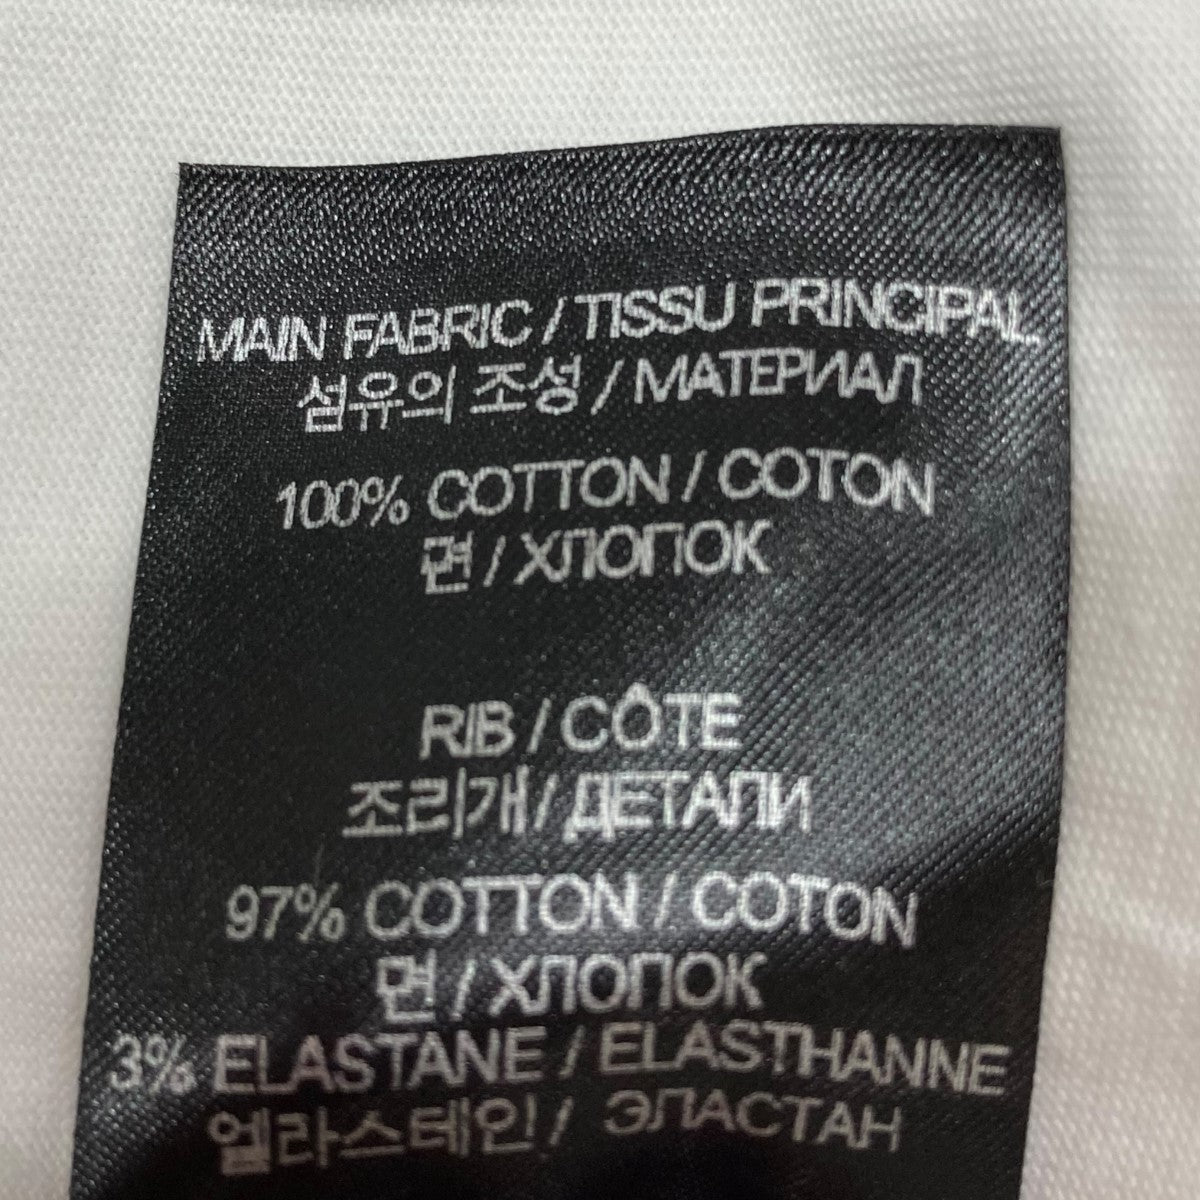 MAIN FABRIC / TISSU PRINCIPAL
섬유의 조성 / МАТЕРИАЛ
100% COTTON / COTON
면 / ХЛОПОК
RIB / CÔTE
조리개 / ДЕТАЛИ
97% COTTON / COTON
면 / ХЛОПОК
3% ELASTANE / ELASTHANNE
엘라스테인 / ЭЛАСТАН